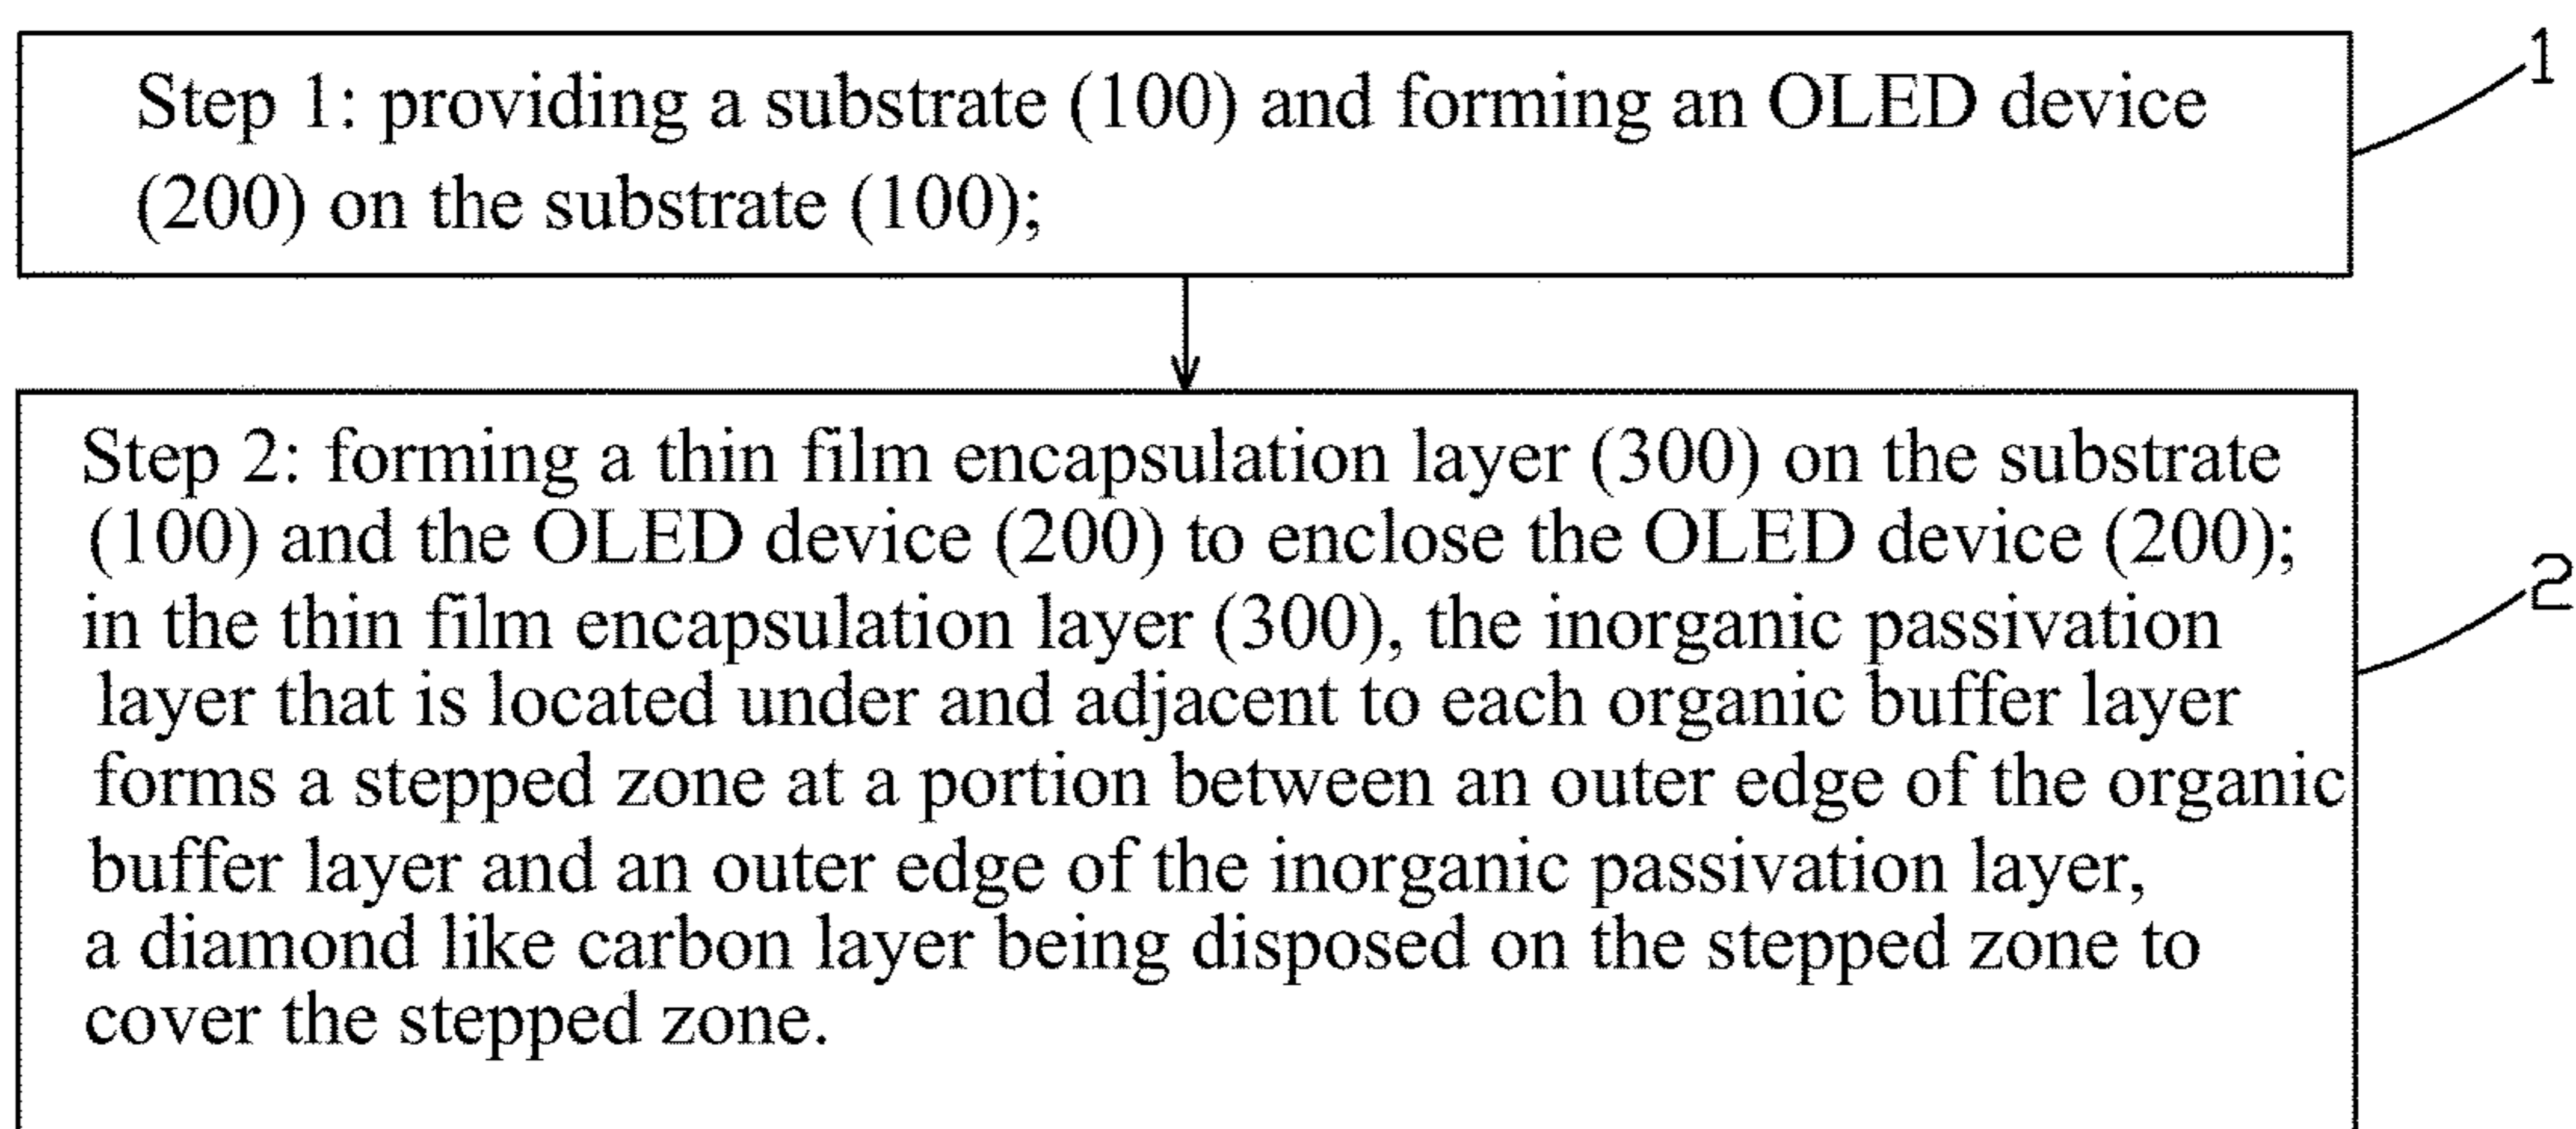 Step 1: providing a substrate (100) and forming an OLED device
(200) on the substrate (100);
1
Step 2: forming a thin film encapsulation layer (300) on the substrate
(100) and the OLED device (200) to enclose the OLED device (200);
in the thin film encapsulation layer (300), the inorganic passivation
layer that is located under and adjacent to each organic buffer layer
forms a stepped zone at a portion between an outer edge of the organic
buffer layer and an outer edge of the inorganic passivation layer,
a diamond like carbon layer being disposed on the stepped zone to
cover the stepped zone.
2